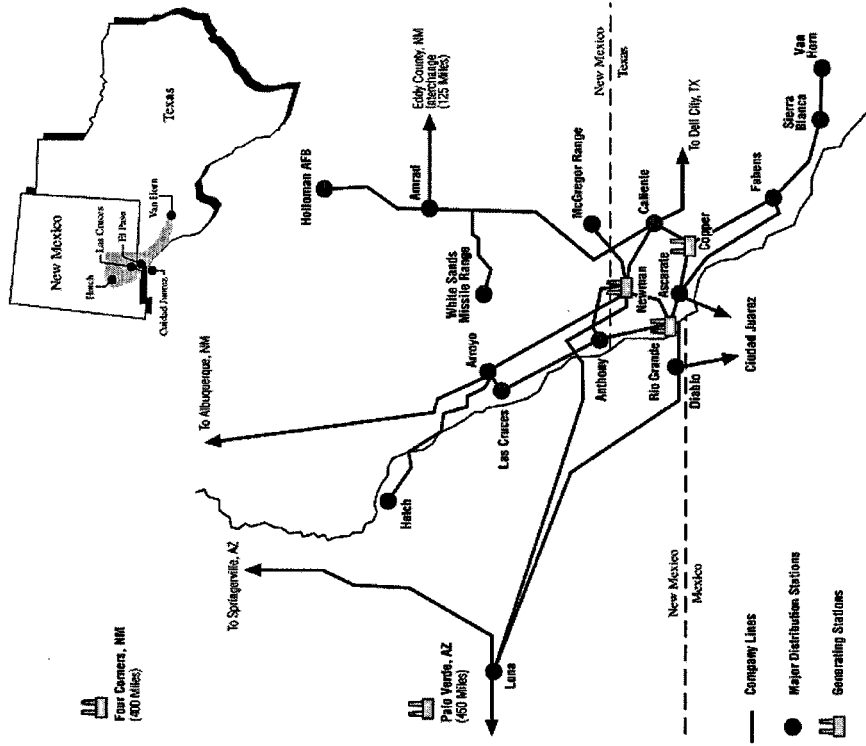 New Mexico
Texas
Hatch
Las Cruces
El Paso
Van Horn
Cuidad Juarez
Four Corners, NM
(400 Miles)
To Albuquerque, NM
To Springerville, AZ
Holloman AFB
Amrad
Eddy County, NM
Interchange
(125 Miles)
White Sands
Missile Range
Hatch
Arroyo
Las Cruces
Palo Verde, AZ
(450 Miles)
Luna
McGregor Range
New Mexico
Texas
Anthony
Newman
Caliente
To Dell City, TX
Rio Grande
Ascarate
Copper
Diablo
Ciudad Juarez
Fabens
Sierra
Blanca
Van
Horn
New Mexico
Mexico
Company Lines
Major Distribution Stations
Generating Stations